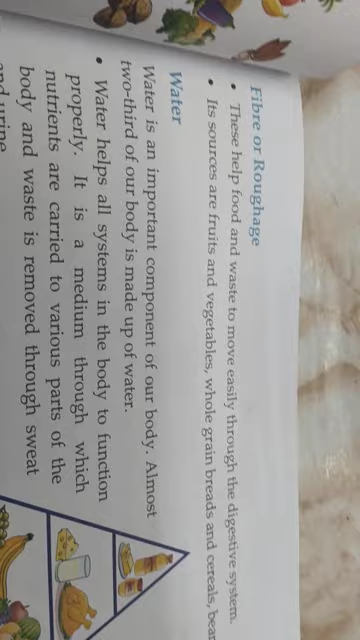 Fibre or Roughage
• These help food and waste to move easily through the digestive system.
• Its sources are fruits and vegetables, whole grain breads and cereals,
Water
Water is an important component of our body. Almost
two-third of our body is made up of water.
• Water helps all systems in the body to function
properly. It is a medium through which
nutrients are carried to various parts of the
body and waste is removed through sweat
and urine